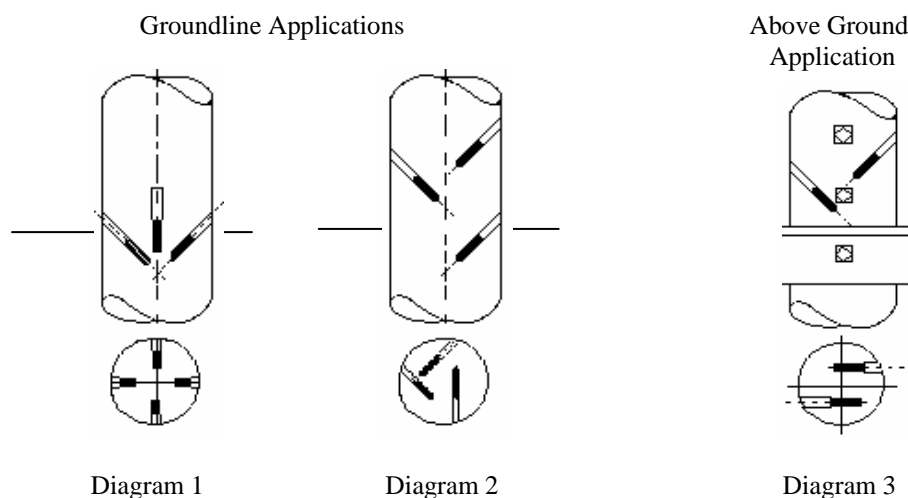 Groundline Applications
Above Ground
Application
Diagram 1
Diagram 2
Diagram 3